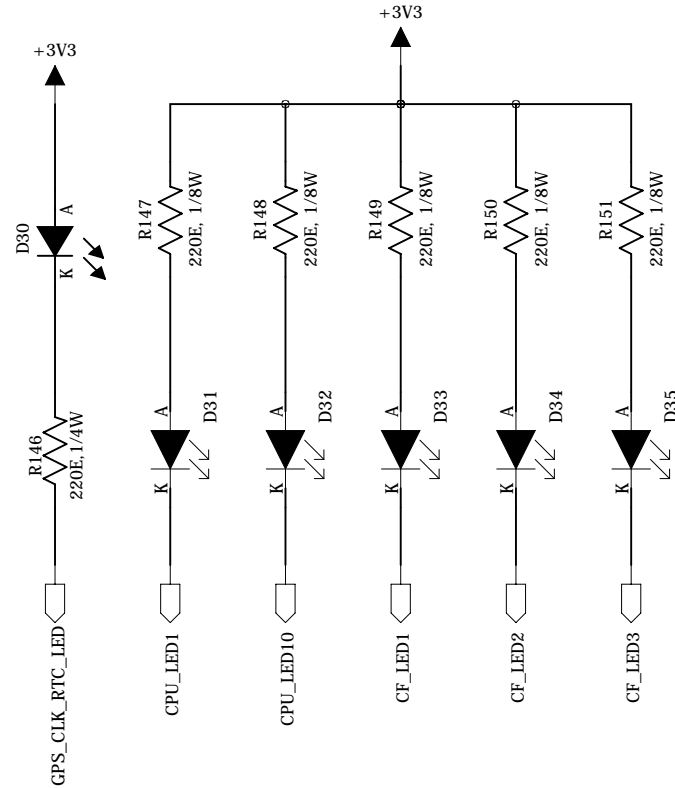 +3V3
+3V3
D30
A
K
R146
220E,1/4W
GPS_CLK_RTC_LED
R147
220E, 1/8W
A
D31
K
CPU_LED1
R148
220E, 1/8W
A
D32
K
CPU_LED10
R149
220E, 1/8W
A
D33
K
CF_LED1
R150
220E, 1/8W
A
D34
K
CF_LED2
R151
220E, 1/8W
A
D35
K
CF_LED3